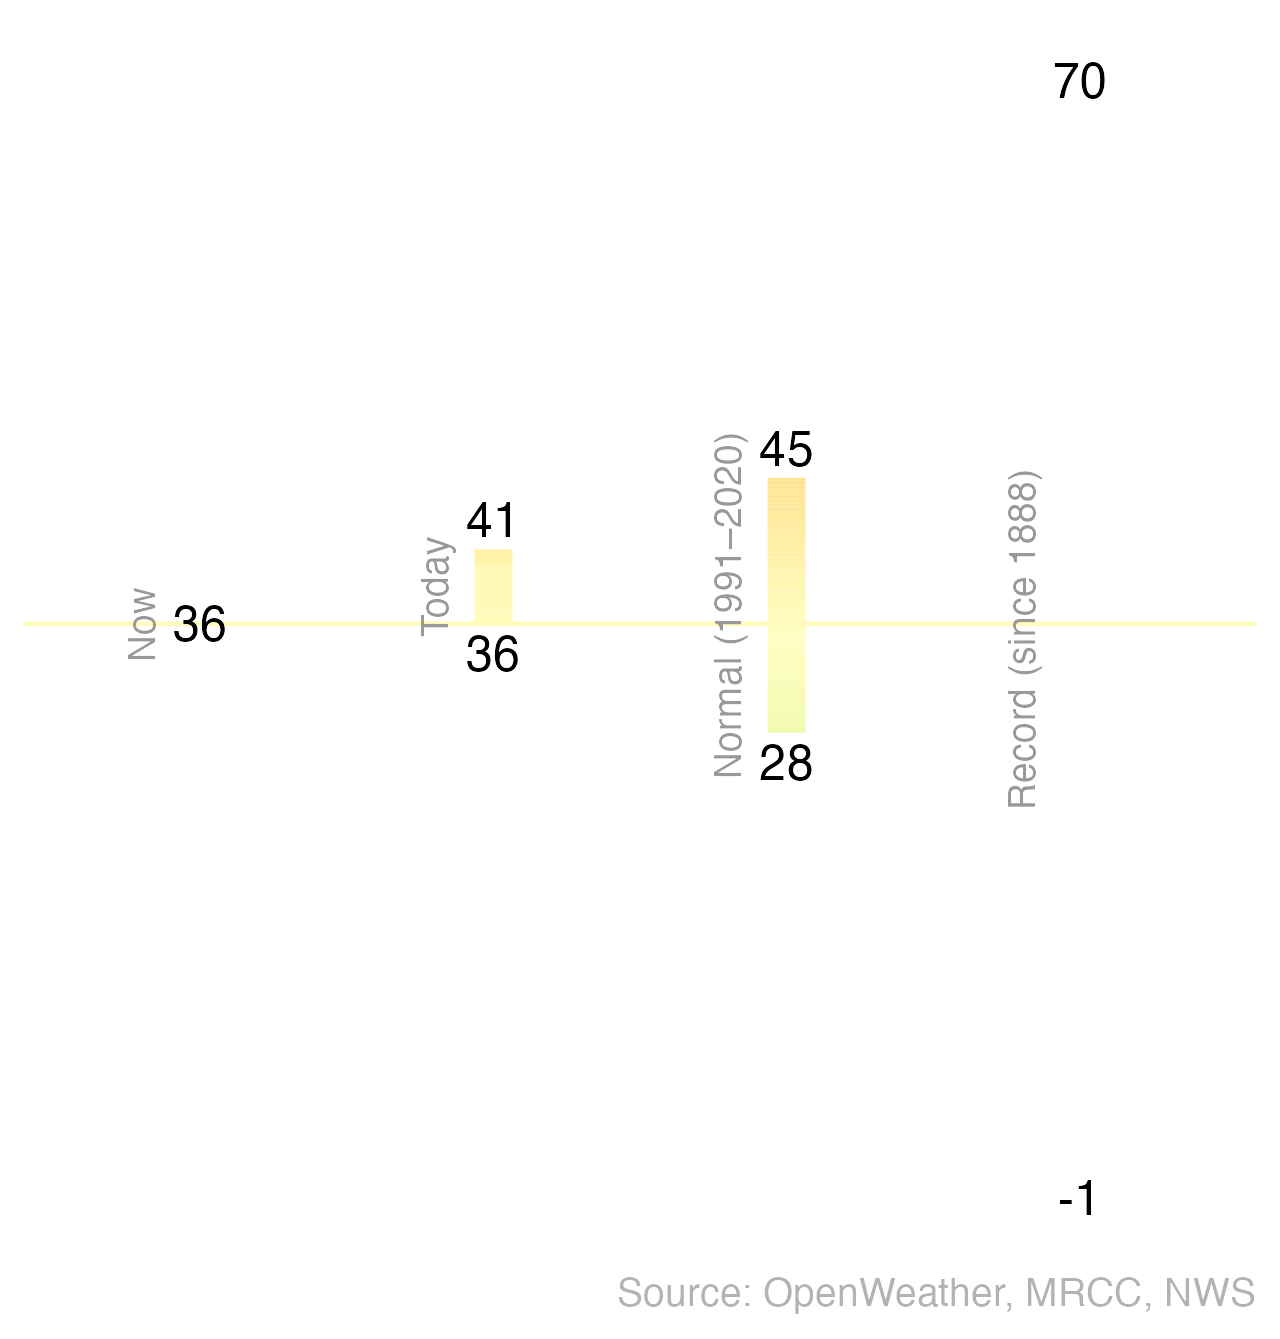 70
Now
36
Today
41
36
Normal (1991–2020)
45
28
Record (since 1888)
-1
Source: OpenWeather, MRCC, NWS